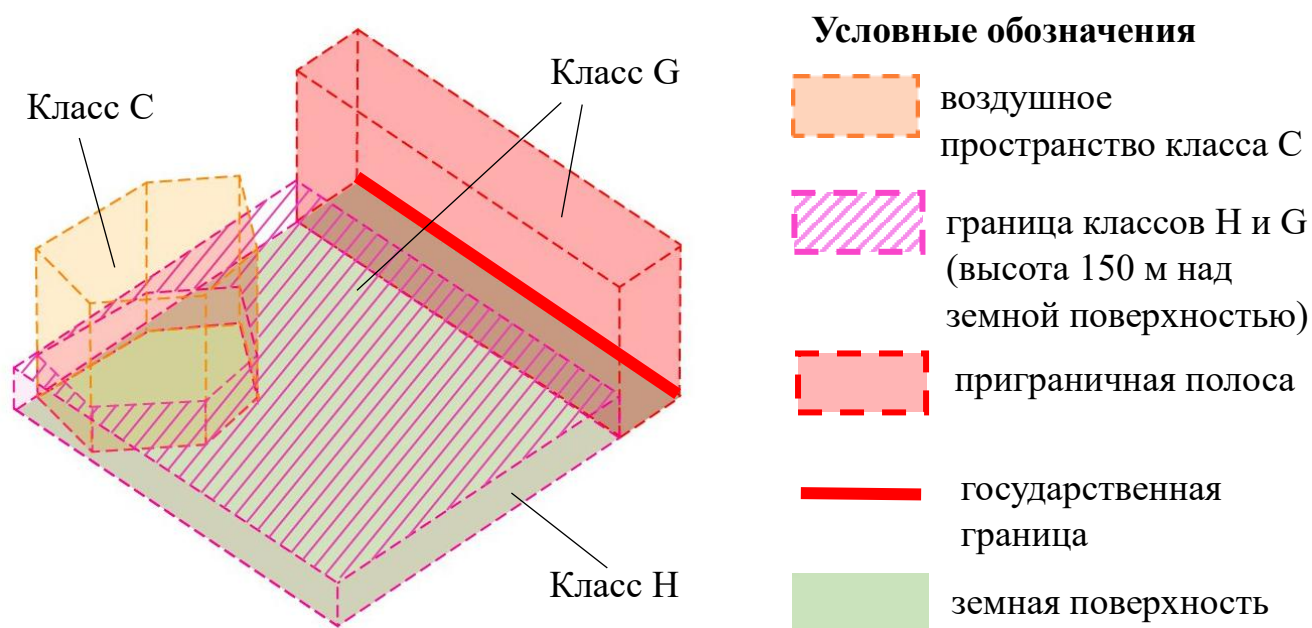 Класс C
Класс G
Класс H
Условные обозначения
воздушное
пространство класса C
граница классов H и G
(высота 150 м над
земной поверхностью)
приграничная полоса
государственная
граница
земная поверхность